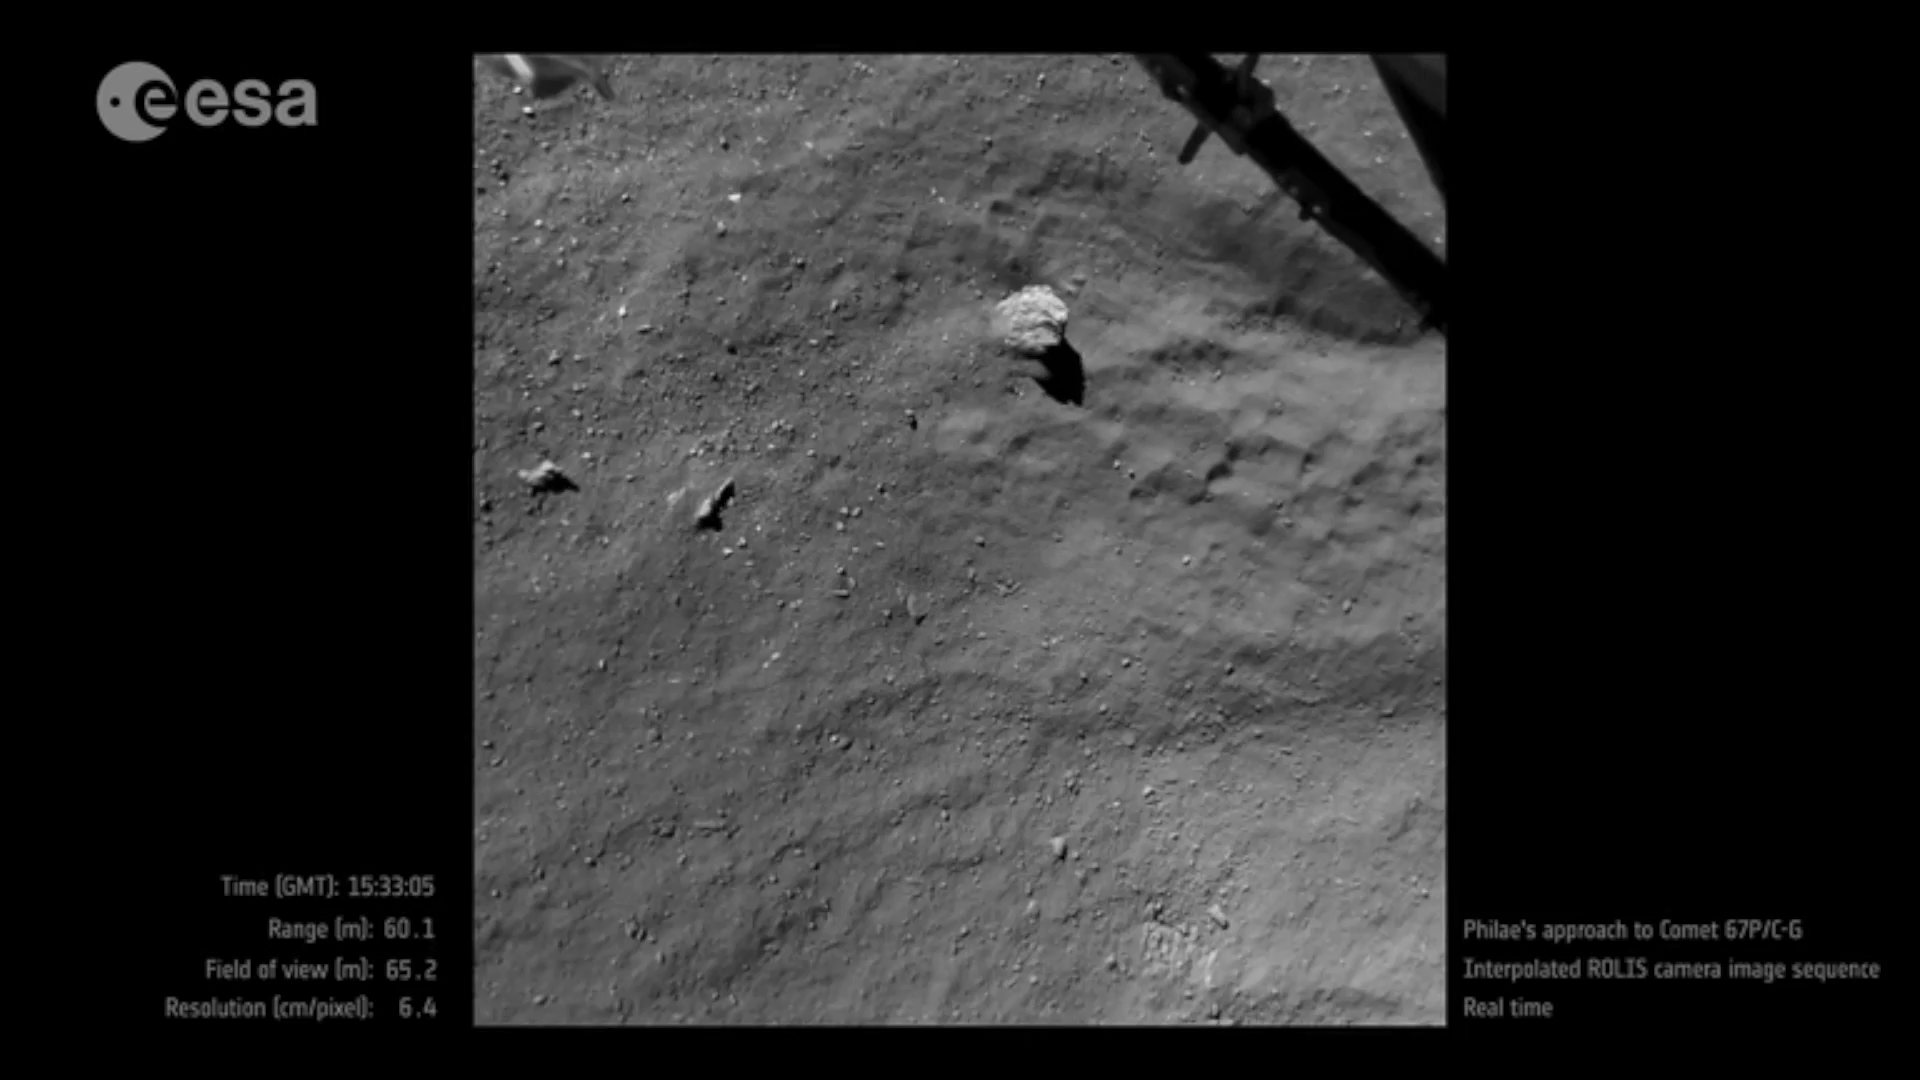 esa
Time (GMT): 15:33:05
Range (m): 60.1
Field of view (m): 65.2
Resolution (cm/pixel): 6.4
Philae's approach to Comet 67P/C-G
Interpolated ROLIS camera image sequence
Real time